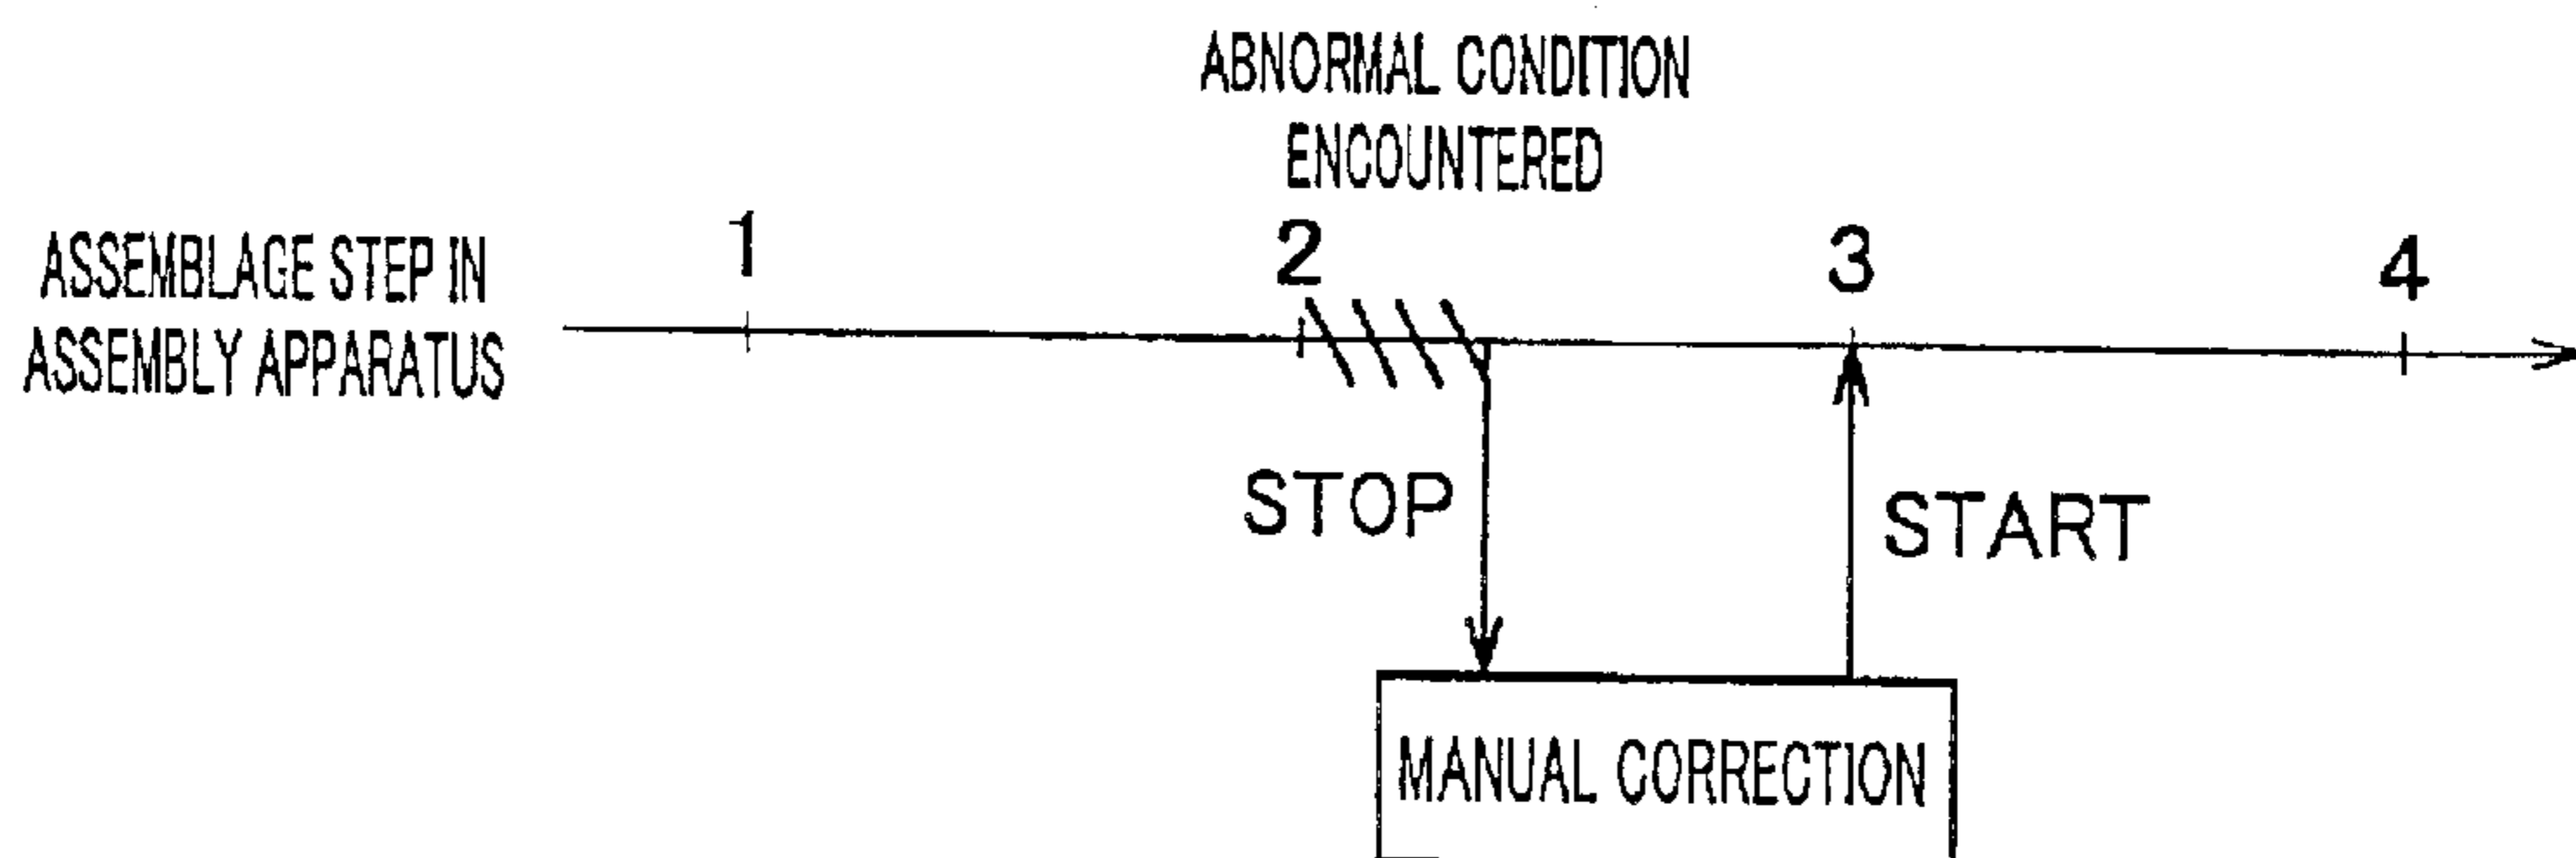 ABNORMAL CONDITION
ENCOUNTERED
ASSEMBLAGE STEP IN
ASSEMBLY APPARATUS
1
2
3
4
STOP
START
MANUAL CORRECTION